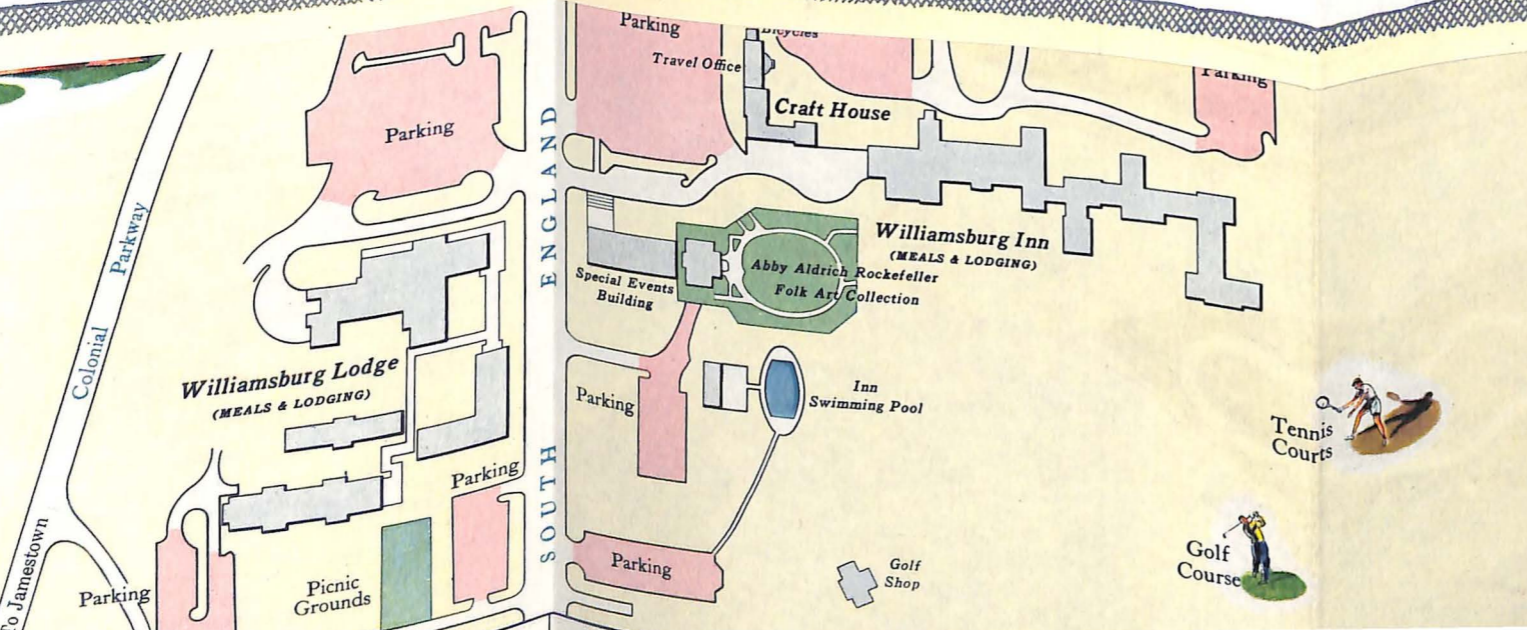 Parking
Bicycles
Travel Office
Parking
Craft House
Parking
ENGLAND
Williamsburg Inn
(MEALS & LODGING)
Parkway
Special Events
Building
Abby Aldrich Rockefeller
Folk Art Collection
Colonial
Williamsburg Lodge
(MEALS & LODGING)
Parking
Inn
Swimming Pool
Tennis
Courts
Parking
SOUTH
To Jamestown
Parking
Picnic
Grounds
Parking
Golf
Shop
Golf
Course